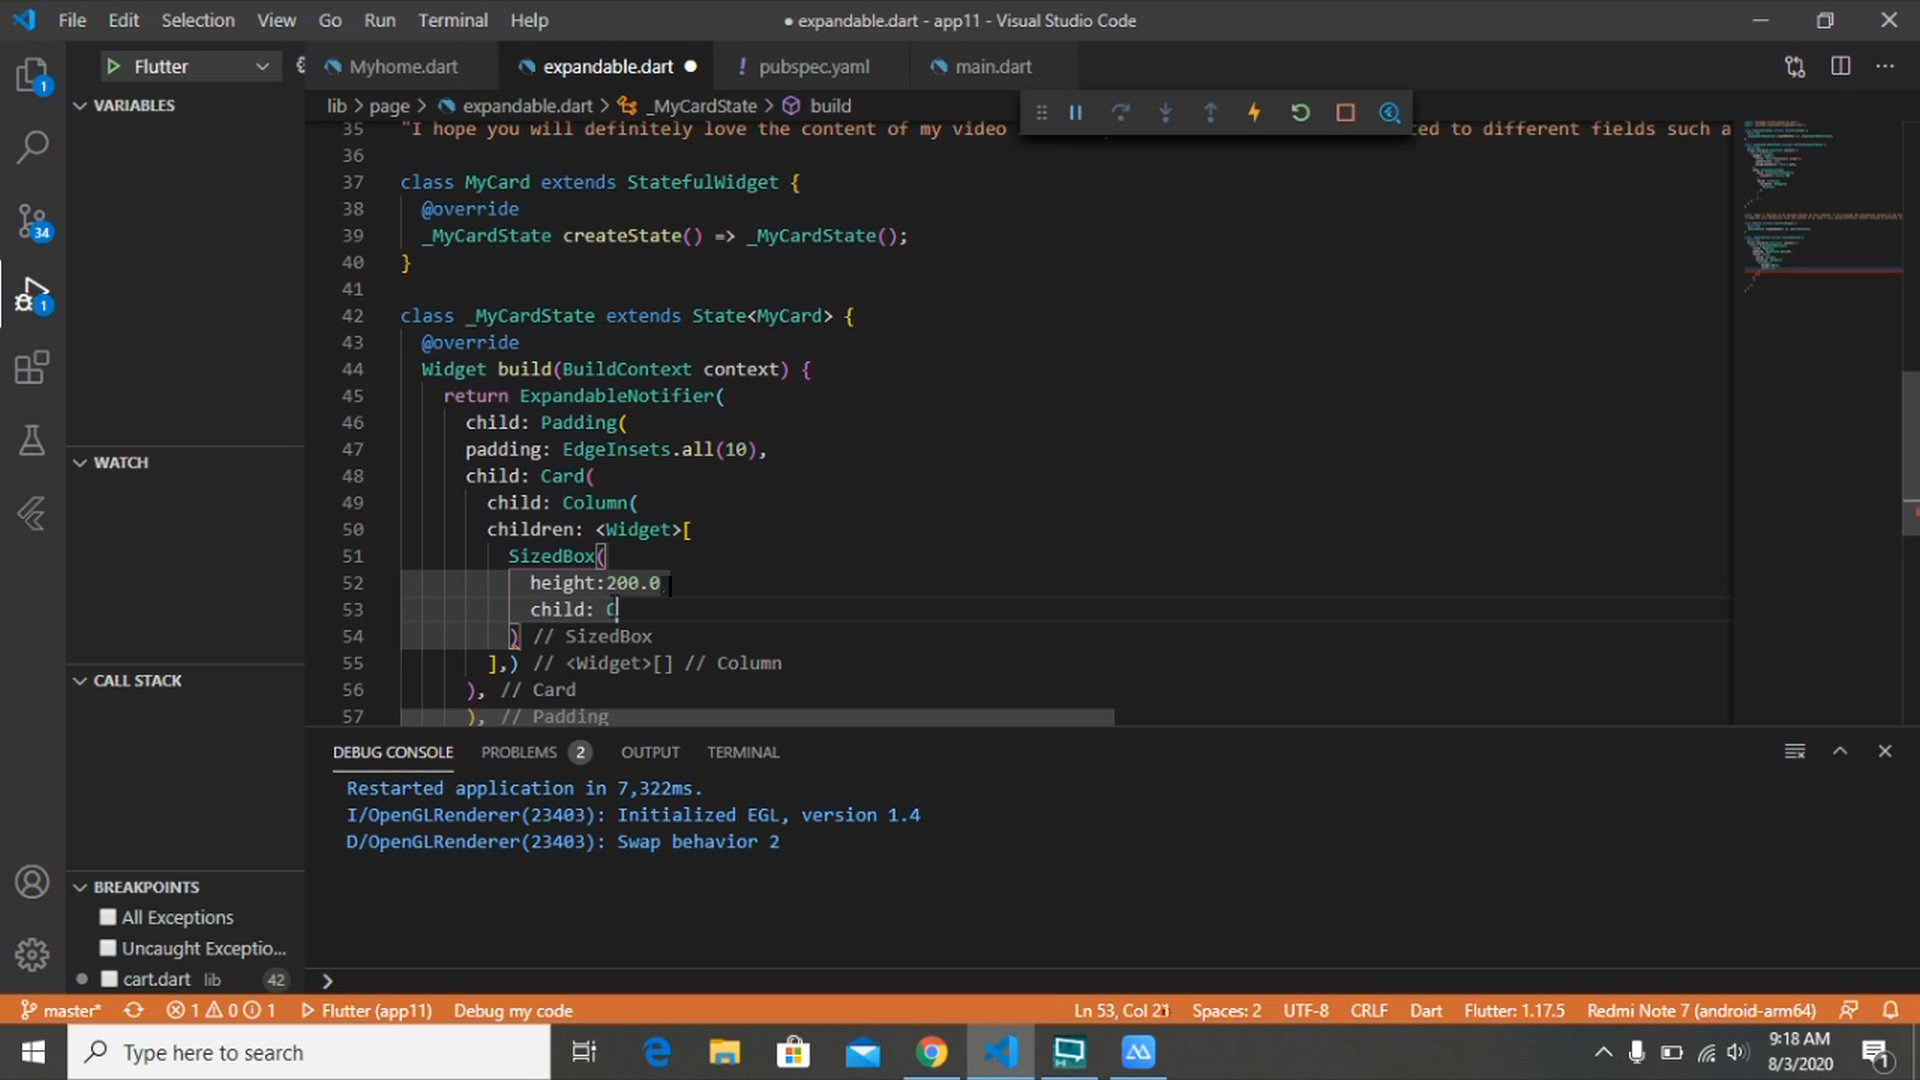 File Edit Selection View Go Run Terminal Help
● expandable.dart - app11 - Visual Studio Code
1
34
1
Flutter
Myhome.dart
expandable.dart ●
! pubspec.yaml
main.dart
lib > page > expandable.dart > _MyCardState > build
VARIABLES
WATCH
CALL STACK
BREAKPOINTS
All Exceptions
Uncaught Exceptio...
cart.dart lib 42
35 "I hope you will definitely love the content of my video
ted to different fields such a
36
37 class MyCard extends StatefulWidget {
38 @override
39 _MyCardState createState() => _MyCardState();
40 }
41
42 class _MyCardState extends State<MyCard> {
43 @override
44 Widget build(BuildContext context) {
45 return ExpandableNotifier(
46 child: Padding(
47 padding: EdgeInsets.all(10),
48 child: Card(
49 child: Column(
50 children: <Widget>[
51 SizedBox(
52 height:200.0
53 child: C
54 ) // SizedBox
55 ],) // <Widget>[] // Column
56 ), // Card
57 ), // Padding
DEBUG CONSOLE PROBLEMS 2 OUTPUT TERMINAL
Restarted application in 7,322ms.
I/OpenGLRenderer(23403): Initialized EGL, version 1.4
D/OpenGLRenderer(23403): Swap behavior 2
>
master* 1 0 1 Flutter (app11) Debug my code
Ln 53, Col 21 Spaces: 2 UTF-8 CRLF Dart Flutter: 1.17.5 Redmi Note 7 (android-arm64)
Type here to search
9:18 AM
8/3/2020
1